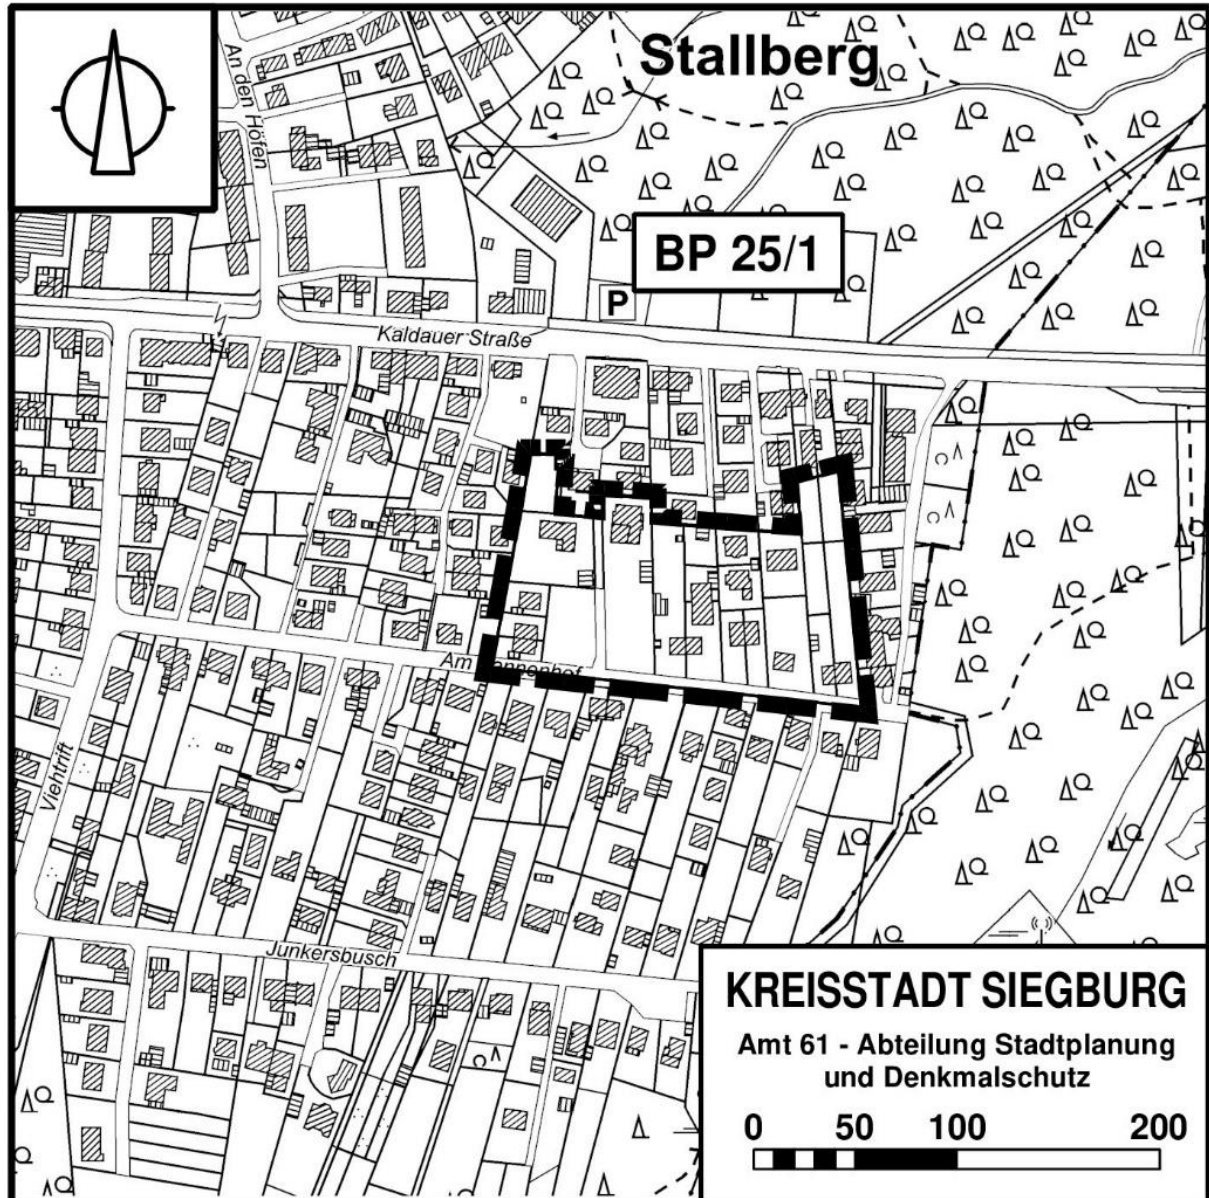 Stallberg
An den Höfen
BP 25/1
P
Kaldauer Straße
Am
Viehtrift
Junkersbusch
KREISSTADT SIEGBURG
Amt 61 - Abteilung Stadtplanung
und Denkmalschutz
0 50 100 200